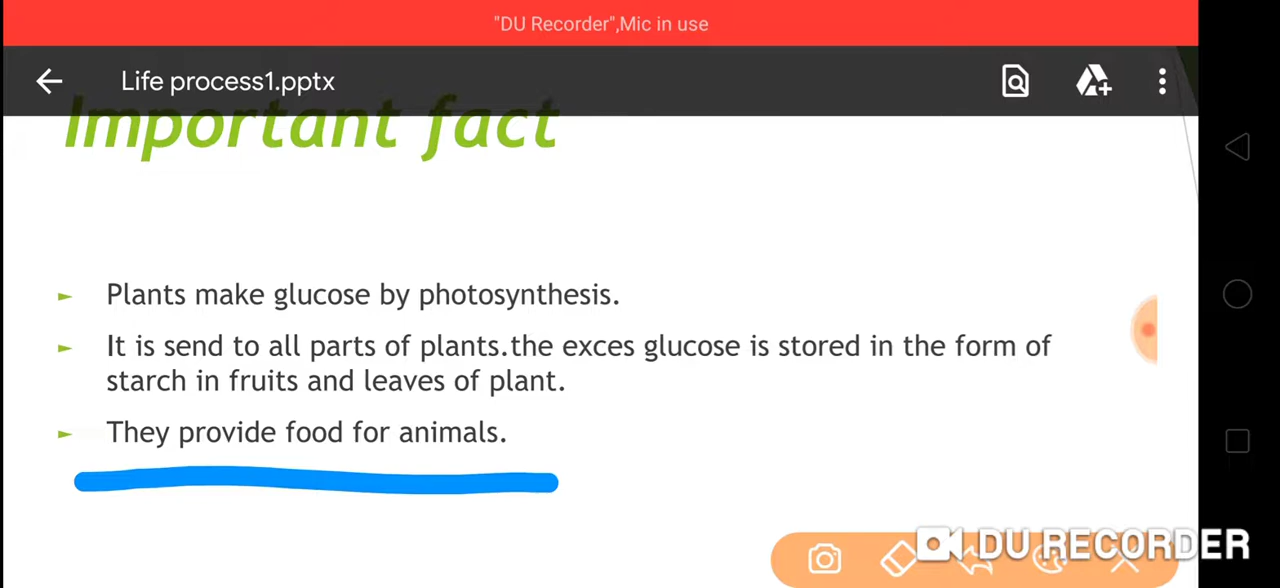 "DU Recorder",Mic in use
Life process1.pptx
Important fact
Plants make glucose by photosynthesis.
It is send to all parts of plants.the exces glucose is stored in the form of
starch in fruits and leaves of plant.
They provide food for animals.
DU RECORDER